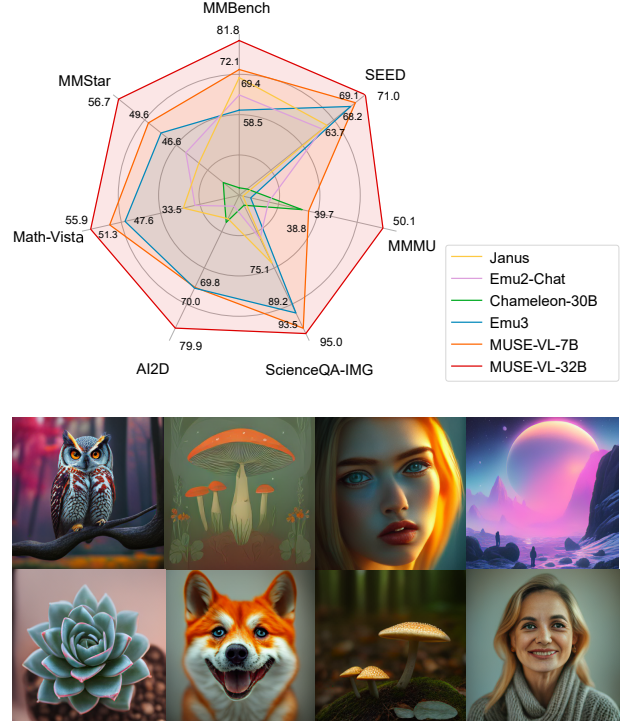 MMBench
81.8
72.1
69.4
58.5
SEED
71.0
69.1
68.2
63.7
MMStar
56.7
49.6
46.6
Math-Vista
55.9
51.3
47.6
33.5
MMMU
50.1
39.7
38.8
AI2D
79.9
70.0
69.8
ScienceQA-IMG
95.0
93.5
89.2
75.1
Janus
Emu2-Chat
Chameleon-30B
Emu3
MUSE-VL-7B
MUSE-VL-32B